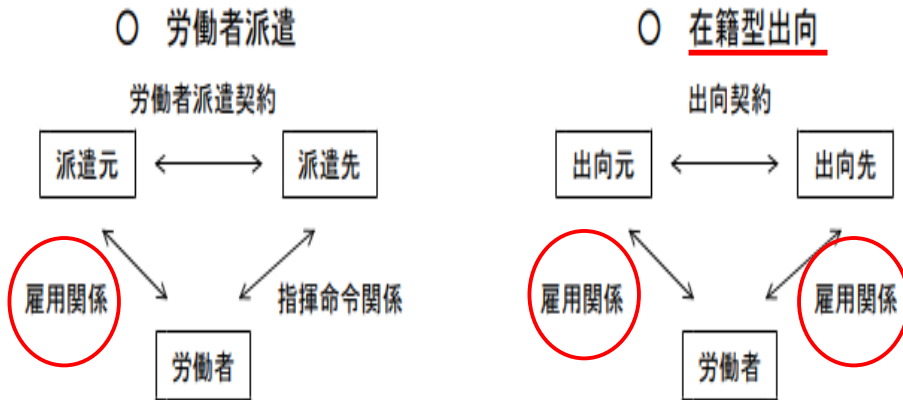 ○ 労働者派遣
労働者派遣契約
派遣元
派遣先
雇用関係
指揮命令関係
労働者
○ 在籍型出向
出向契約
出向元
出向先
雇用関係
雇用関係
労働者